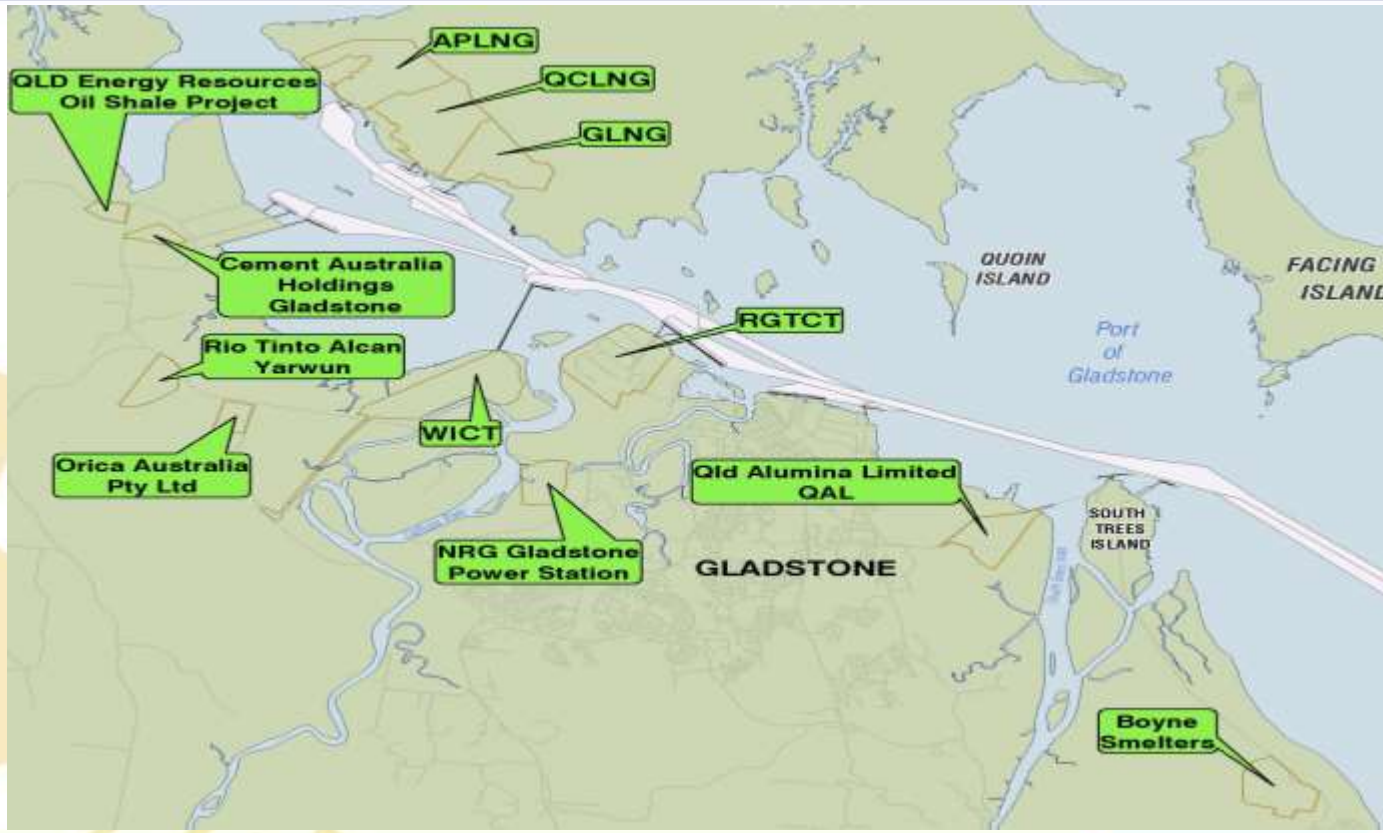 APLNG
QLD Energy Resources
Oil Shale Project
QCLNG
GLNG
Cement Australia
Holdings
Gladstone
QUOIN
ISLAND
FACING
ISLAND
RGTCT
Port
of
Gladstone
Rio Tinto Alcan
Yarwun
WICT
Orica Australia
Pty Ltd
Qld Alumina Limited
QAL
SOUTH
TREES
ISLAND
NRG Gladstone
Power Station
GLADSTONE
Boyne
Smelters